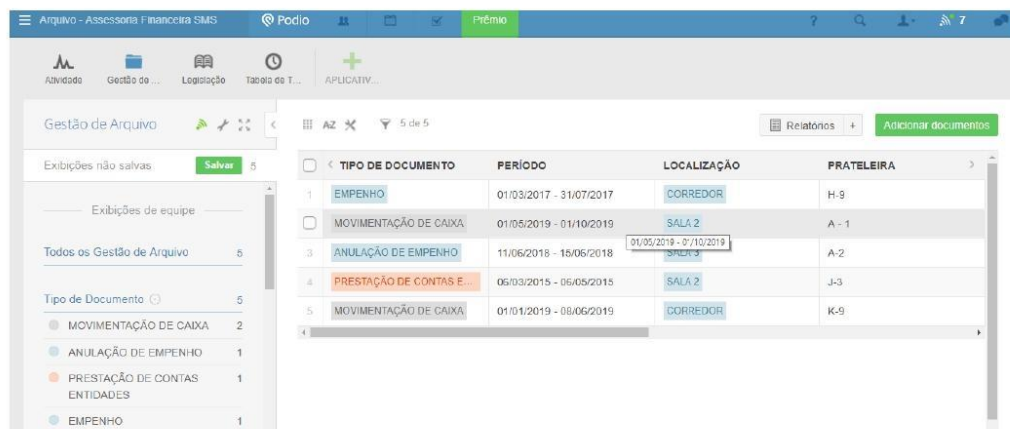 Arquivo - Assessoria Financeira SMS Podio Prêmio ? 7
Atividade Gestão de ... Legislação Tabela de T... APLICATIV...
Gestão de Arquivo AZ 5 de 5 Relatórios + Adicionar documentos
Exibições não salvas Salvar 5
TIPO DE DOCUMENTO PERÍODO LOCALIZAÇÃO PRATELEIRA
1 EMPENHO 01/03/2017 - 31/07/2017 CORREDOR H-9
MOVIMENTAÇÃO DE CAIXA 01/05/2019 - 01/10/2019 SALA 2 A - 1
01/05/2019 - 01/10/2019
3 ANULAÇÃO DE EMPENHO 11/06/2018 - 15/06/2018 SALA 3 A-2
4 PRESTAÇÃO DE CONTAS E... 06/03/2015 - 06/05/2015 SALA 2 J-3
5 MOVIMENTAÇÃO DE CAIXA 01/01/2019 - 08/06/2019 CORREDOR K-9
Exibições de equipe
Todos os Gestão de Arquivo 5
Tipo de Documento 5
MOVIMENTAÇÃO DE CAIXA 2
ANULAÇÃO DE EMPENHO 1
PRESTAÇÃO DE CONTAS 1
ENTIDADES
EMPENHO 1